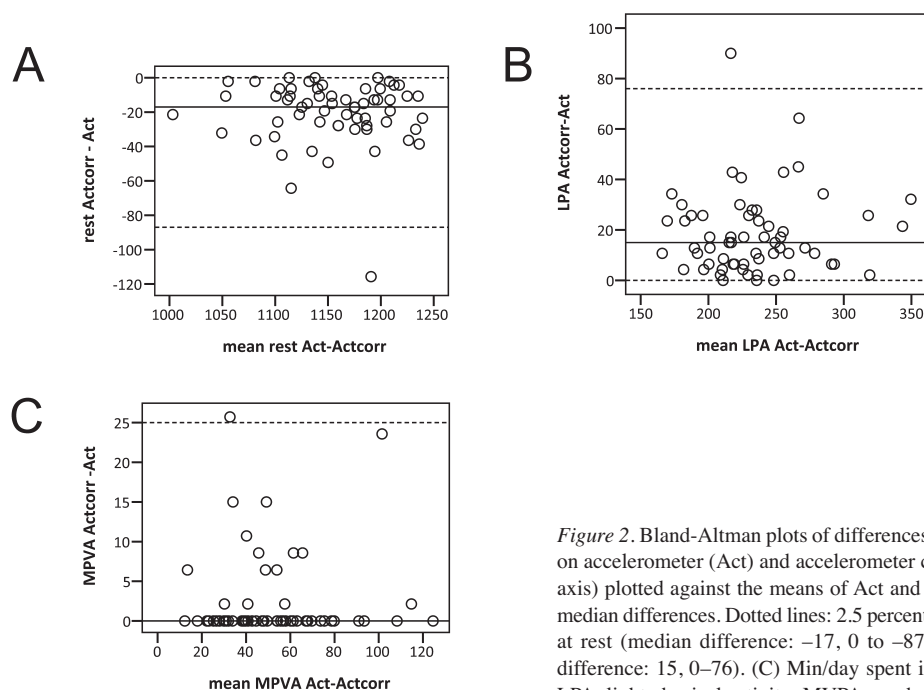 A
rest Actcorr - Act
0
-20
-40
-60
-80
-100
-120
1000 1050 1100 1150 1200 1250
mean rest Act-Actcorr
B
LPA Actcorr-Act
100
80
60
40
20
0
150 200 250 300 350
mean LPA Act-Actcorr
C
MPVA Actcorr -Act
25
20
15
10
5
0
0 20 40 60 80 100 120
mean MPVA Act-Actcorr
Figure 2. Bland-Altman plots of differences
on accelerometer (Act) and accelerometer
axis) plotted against the means of Act and
median differences. Dotted lines: 2.5
at rest (median difference: –17, 0 to –87
difference: 15, 0–76). (C) Min/day spent